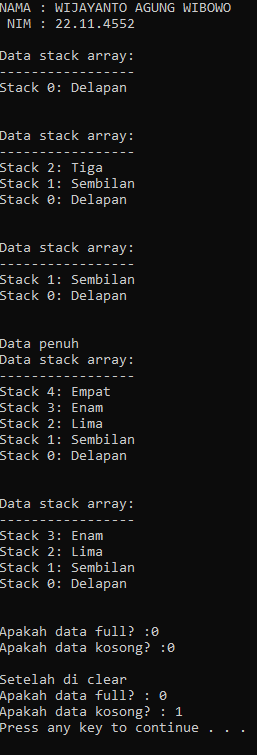 NAMA : WIJAYANTO AGUNG WIBOWO
NIM : 22.11.4552
Data stack array:
-----------------
Stack 0: Delapan
Data stack array:
-----------------
Stack 2: Tiga
Stack 1: Sembilan
Stack 0: Delapan
Data stack array:
-----------------
Stack 1: Sembilan
Stack 0: Delapan
Data penuh
Data stack array:
-----------------
Stack 4: Empat
Stack 3: Enam
Stack 2: Lima
Stack 1: Sembilan
Stack 0: Delapan
Data stack array:
-----------------
Stack 3: Enam
Stack 2: Lima
Stack 1: Sembilan
Stack 0: Delapan
Apakah data full? :0
Apakah data kosong? :0
Setelah di clear
Apakah data full? : 0
Apakah data kosong? : 1
Press any key to continue . . .